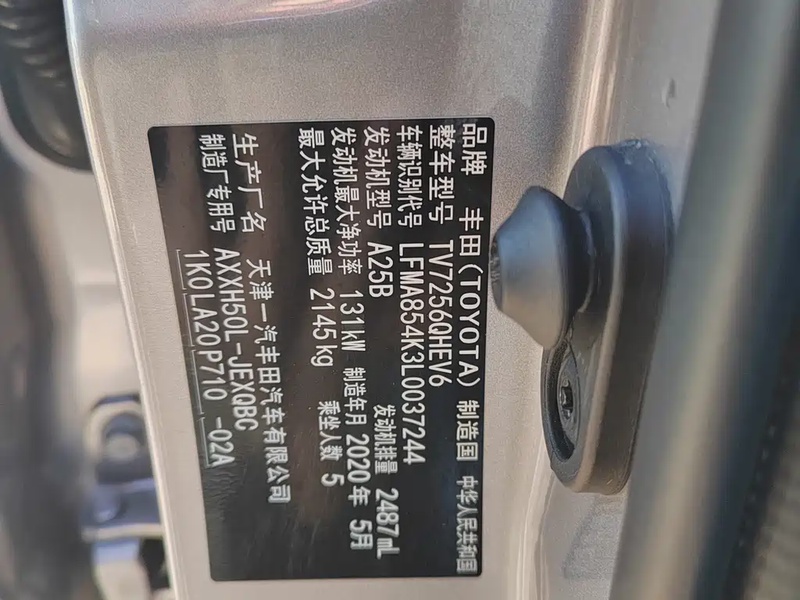 品牌 丰田(TOYOTA) 制造国 中华人民共和国
整车型号 TV7256QHEV6
车辆识别代号 LFMA854K3L0037244
发动机型号 A25B 发动机排量 2487mL
发动机最大净功率 131kW 制造年月 2020年 5月
最大允许总质量 2145kg 乘坐人数 5
生产厂名 天津一汽丰田汽车有限公司
制造厂专用号 AXXH50L-JEXQBC
1K0 LA20 P710 -02A